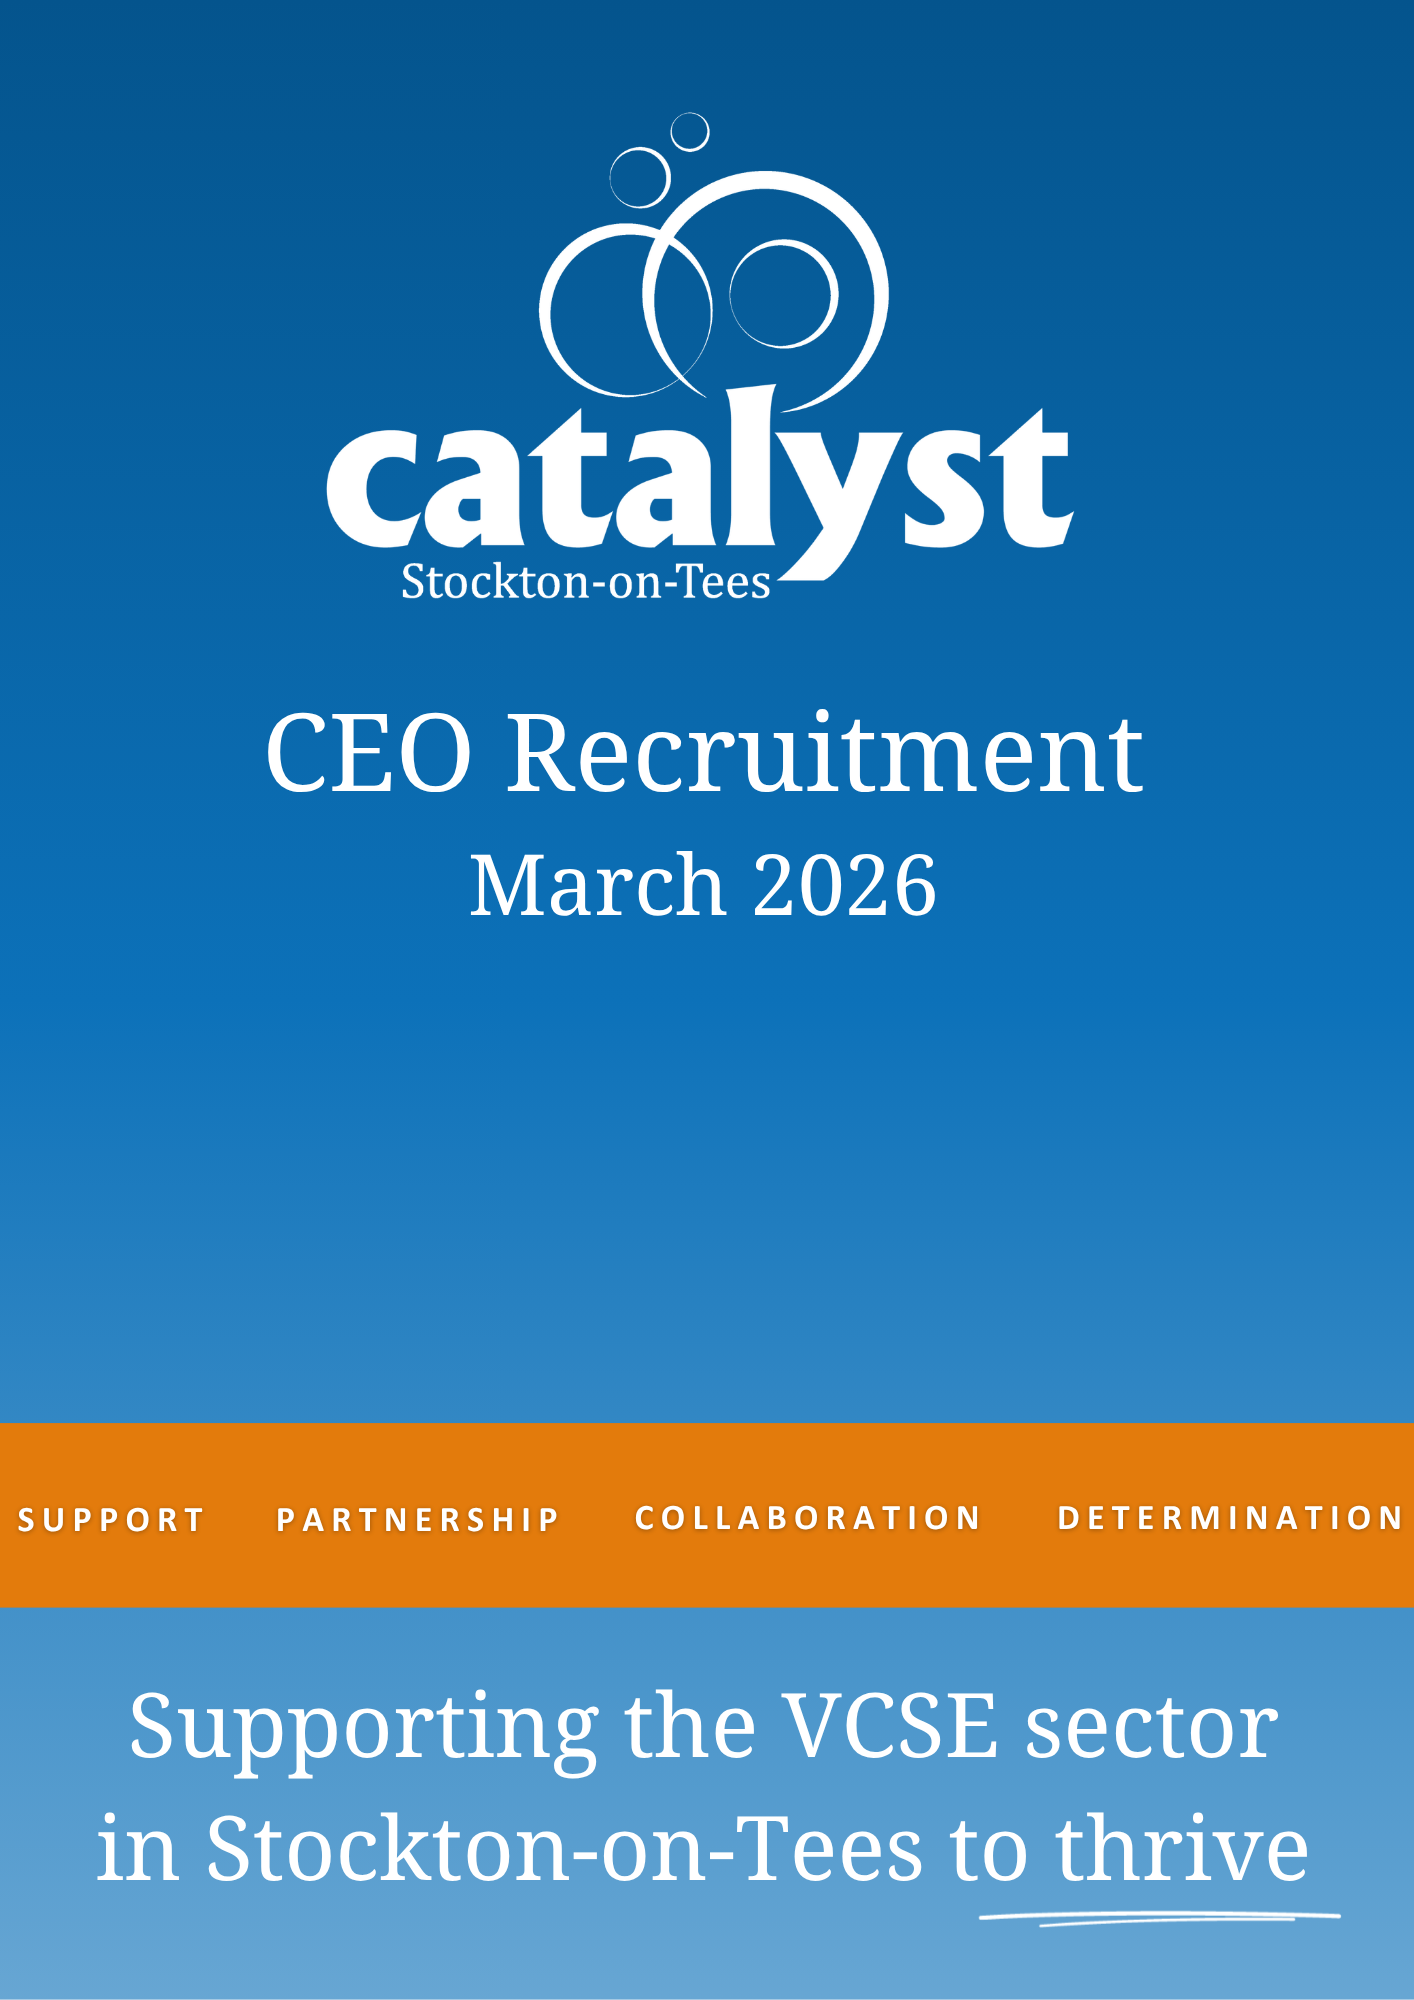 catalyst
Stockton-on-Tees
CEO Recruitment
March 2026
SUPPORT PARTNERSHIP COLLABORATION DETERMINATION
Supporting the VCSE sector
in Stockton-on-Tees to thrive